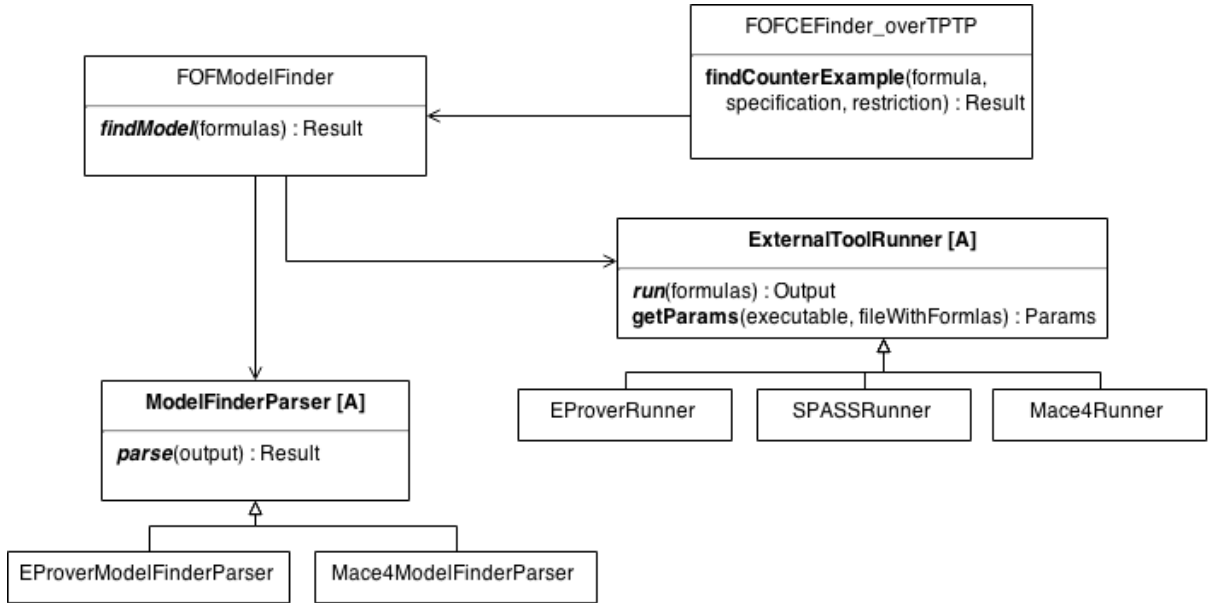 FOFCEFinder_overTPTP
findCounterExample(formula,
specification, restriction) : Result
FOFModelFinder
findModel(formulas) : Result
ExternalToolRunner [A]
run(formulas) : Output
getParams(executable, fileWithFormlas) : Params
EProverRunner
SPASSRunner
Mace4Runner
ModelFinderParser [A]
parse(output) : Result
EProverModelFinderParser
Mace4ModelFinderParser